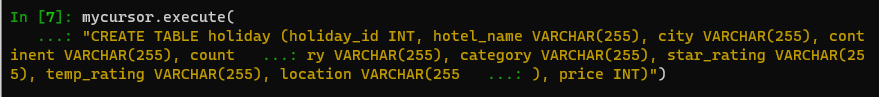 In [7]: mycursor.execute(
   ...: "CREATE TABLE holiday (holiday_id INT, hotel_name VARCHAR(255), city VARCHAR(255), cont
inent VARCHAR(255), count   ...: ry VARCHAR(255), category VARCHAR(255), star_rating VARCHAR(25
5), temp_rating VARCHAR(255), location VARCHAR(255   ...: ), price INT)")